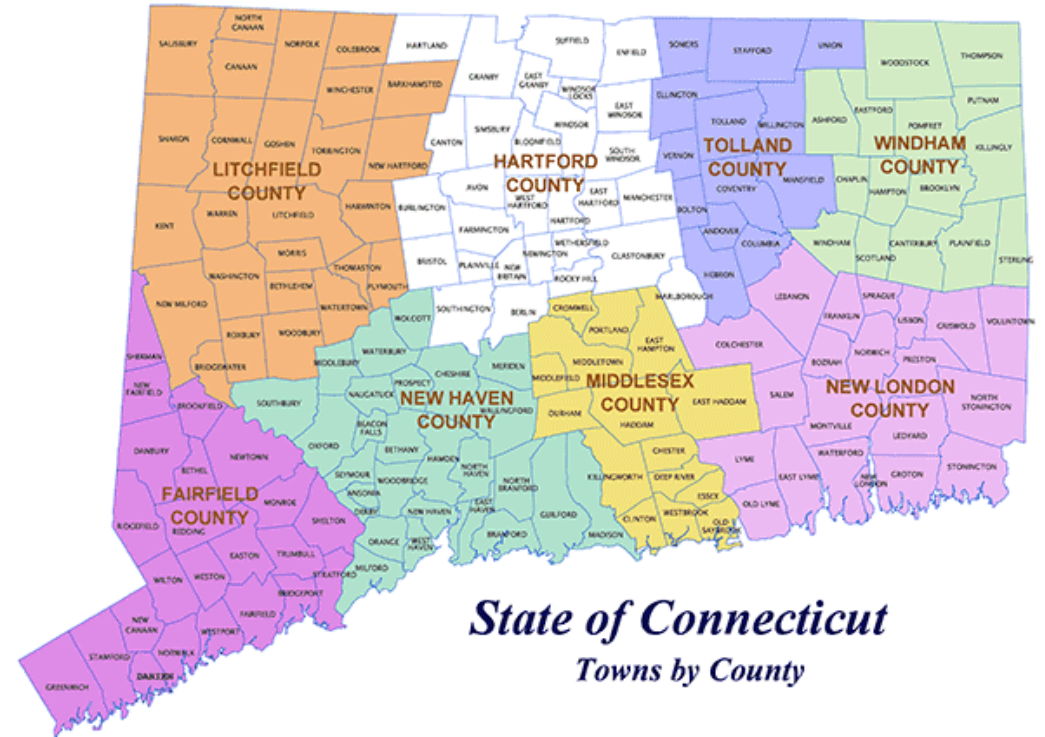 NORTH
CANAAN
SALISBURY
NORFOLK
COLEBROOK
CANAAN
WINCHESTER
BARKHAMSTED
SHARON
CORNWALL
GOSHEN
TORRINGTON
NEW HARTFORD
LITCHFIELD
COUNTY
KENT
WARREN
LITCHFIELD
HARWINTON
MORRIS
WASHINGTON
BETHLEHEM
THOMASTON
PLYMOUTH
NEW MILFORD
WATERTOWN
ROXBURY
WOODBURY
BRIDGEWATER
HARTLAND
SUFFIELD
ENFIELD
GRANBY
EAST
GRANBY
WINDSOR
LOCKS
EAST
WINDSOR
CANTON
SIMSBURY
WINDSOR
BLOOMFIELD
SOUTH
WINDSOR
HARTFORD
COUNTY
AVON
WEST
HARTFORD
EAST
HARTFORD
MANCHESTER
BURLINGTON
HARTFORD
FARMINGTON
WETHERSFIELD
NEWINGTON
GLASTONBURY
BRISTOL
PLAINVILLE
NEW
BRITAIN
ROCKY HILL
MARLBOROUGH
SOUTHINGTON
BERLIN
SOMERS
STAFFORD
UNION
ELLINGTON
TOLLAND
WILLINGTON
VERNON
TOLLAND
COUNTY
COVENTRY
MANSFIELD
BOLTON
ANDOVER
COLUMBIA
HEBRON
WOODSTOCK
THOMPSON
PUTNAM
EASTFORD
ASHFORD
POMFRET
KILLINGLY
WINDHAM
COUNTY
CHAPLIN
HAMPTON
BROOKLYN
WINDHAM
CANTERBURY
PLAINFIELD
SCOTLAND
STERLING
SHERMAN
NEW
FAIRFIELD
BROOKFIELD
DANBURY
BETHEL
NEWTOWN
FAIRFIELD
COUNTY
MONROE
SHELTON
RIDGEFIELD
REDDING
EASTON
TRUMBULL
STRATFORD
WILTON
WESTON
BRIDGEPORT
FAIRFIELD
NEW
CANAAN
WESTPORT
STAMFORD
NORWALK
DARIEN
GREENWICH
WOLCOTT
MIDDLEBURY
WATERBURY
CHESHIRE
MERIDEN
PROSPECT
NAUGATUCK
SOUTHBURY
NEW HAVEN
COUNTY
WALLINGFORD
BEACON
FALLS
OXFORD
BETHANY
HAMDEN
SEYMOUR
WOODBRIDGE
NORTH
HAVEN
NORTH
BRANFORD
ANSONIA
DERBY
NEW HAVEN
EAST
HAVEN
GUILFORD
ORANGE
WEST
HAVEN
BRANFORD
MADISON
MILFORD
CROMWELL
PORTLAND
EAST
HAMPTON
MIDDLETOWN
MIDDLEFIELD
MIDDLESEX
COUNTY
EAST HADDAM
DURHAM
HADDAM
CHESTER
KILLINGWORTH
DEEP RIVER
ESSEX
WESTBROOK
CLINTON
OLD
SAYBROOK
LEBANON
SPRAGUE
FRANKLIN
LISBON
GRISWOLD
VOLUNTOWN
COLCHESTER
NORWICH
BOZRAH
PRESTON
NEW LONDON
COUNTY
SALEM
NORTH
STONINGTON
MONTVILLE
LEDYARD
WATERFORD
LYME
EAST LYME
NEW
LONDON
GROTON
STONINGTON
OLD LYME
State of Connecticut
Towns by County